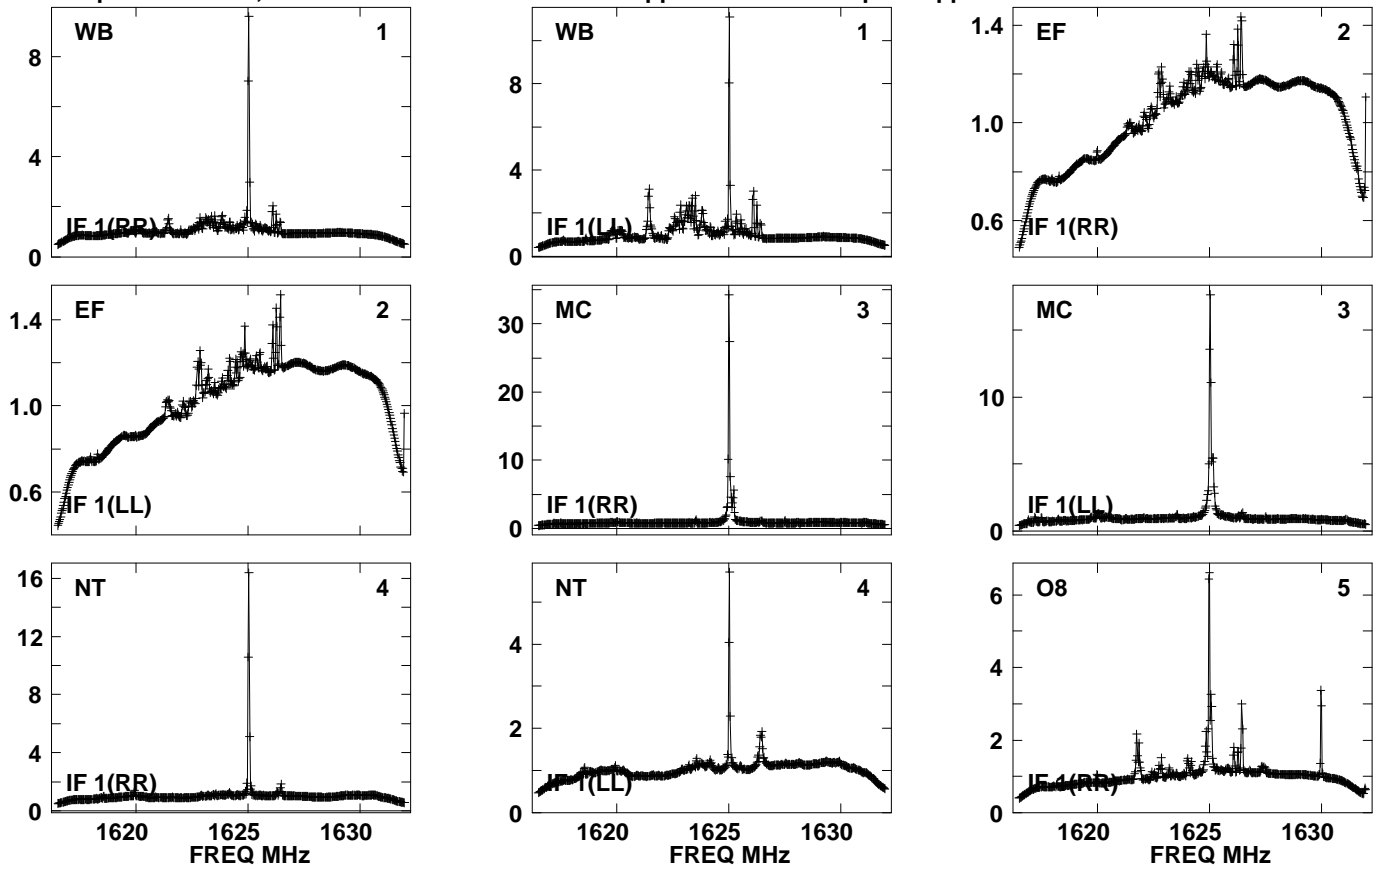 WB 1
8
4
0
IF 1(RR)
WB 1
8
4
0
IF 1(LL)
EF 2
1.4
1.0
0.6
IF 1(RR)
EF 2
1.4
1.0
0.6
IF 1(LL)
MC 3
30
20
10
0
IF 1(RR)
MC 3
10
0
IF 1(LL)
NT 4
16
12
8
4
0
IF 1(RR)
1620 1625 1630
FREQ MHz
NT 4
4
2
0
IF 1(LL)
1620 1625 1630
FREQ MHz
O8 5
6
4
2
0
IF 1(RR)
1620 1625 1630
FREQ MHz